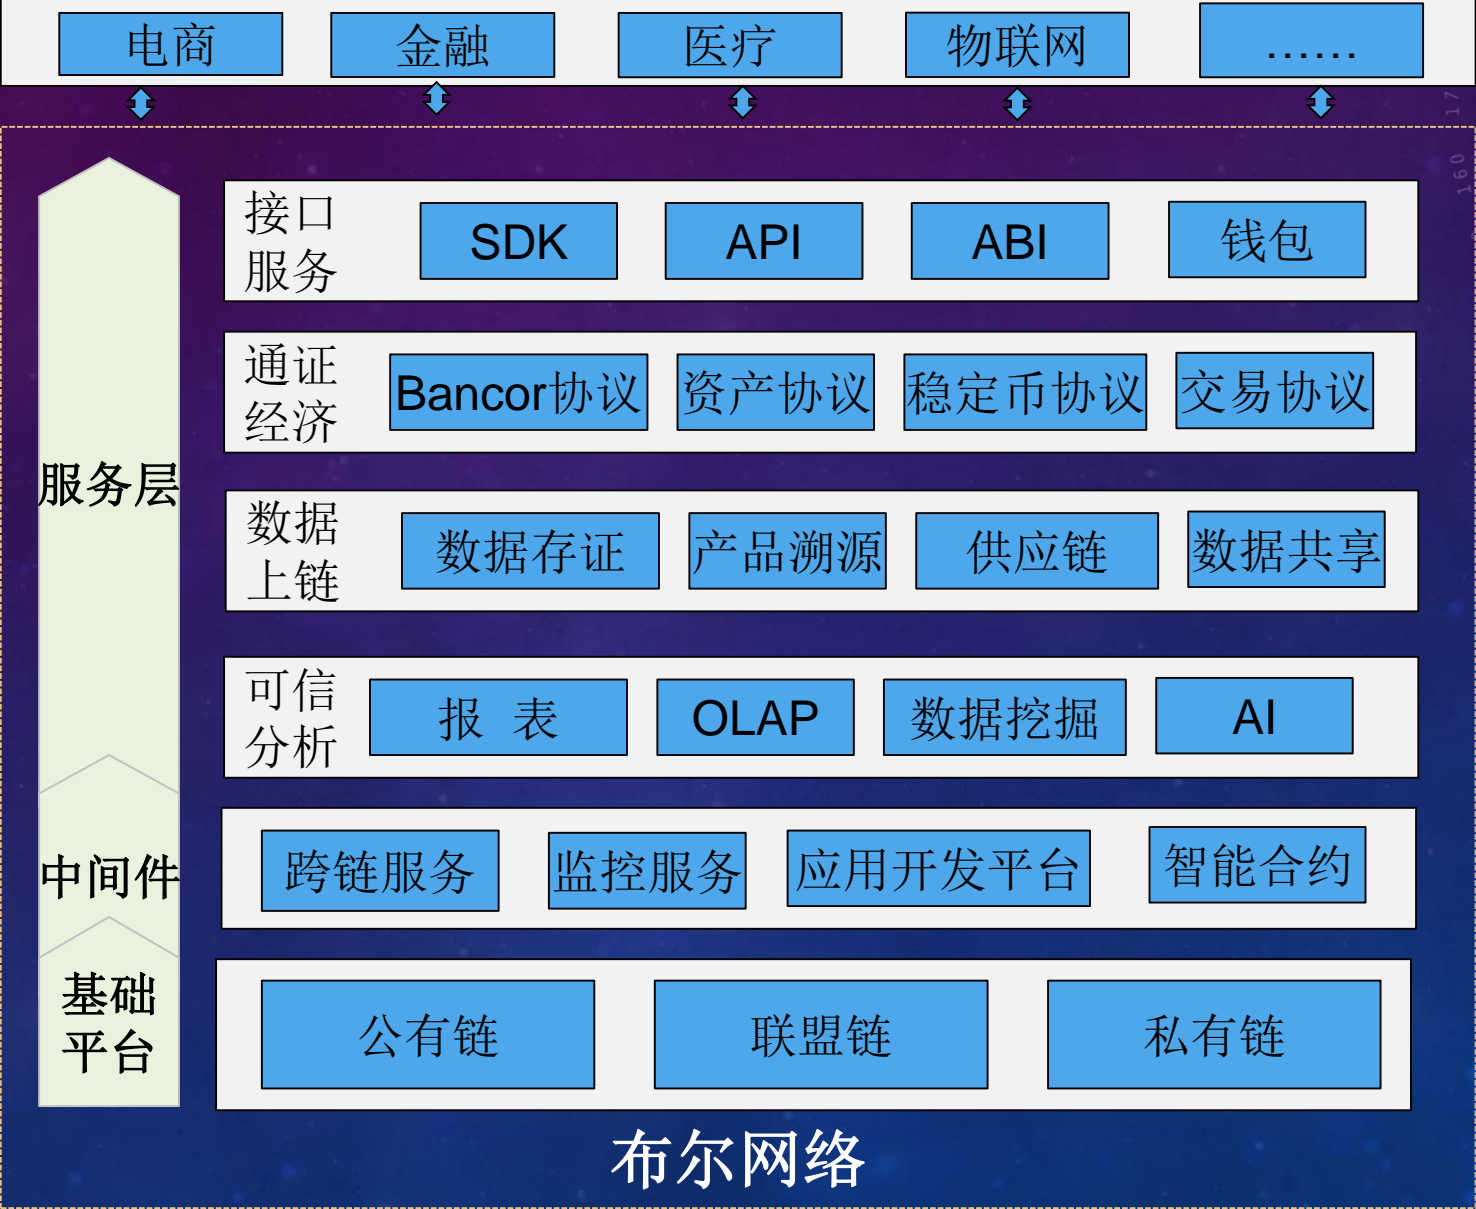 电商 金融 医疗 物联网 ……
17
160
接口
服务
SDK API ABI 钱包
通证
经济
Bancor协议 资产协议 稳定币协议 交易协议
服务层
数据
上链
数据存证 产品溯源 供应链 数据共享
可信
分析
报 表 OLAP 数据挖掘 AI
中间件
跨链服务 监控服务 应用开发平台 智能合约
基础
平台
公有链 联盟链 私有链
布尔网络